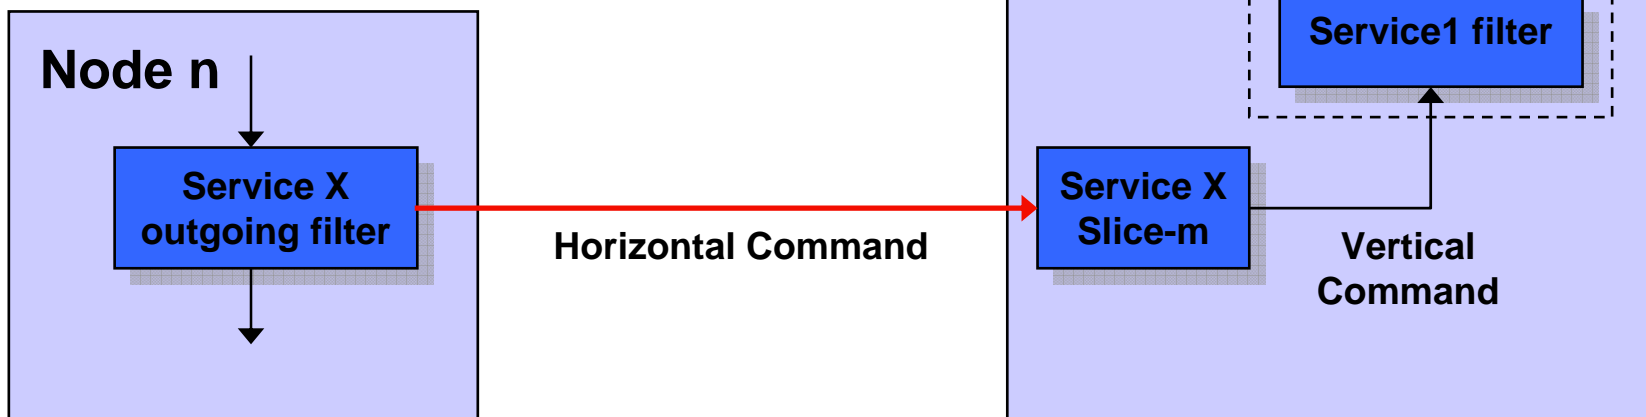 Node n
Service X
outgoing filter
Horizontal Command
Service1 filter
Service X
Slice-m
Vertical
Command